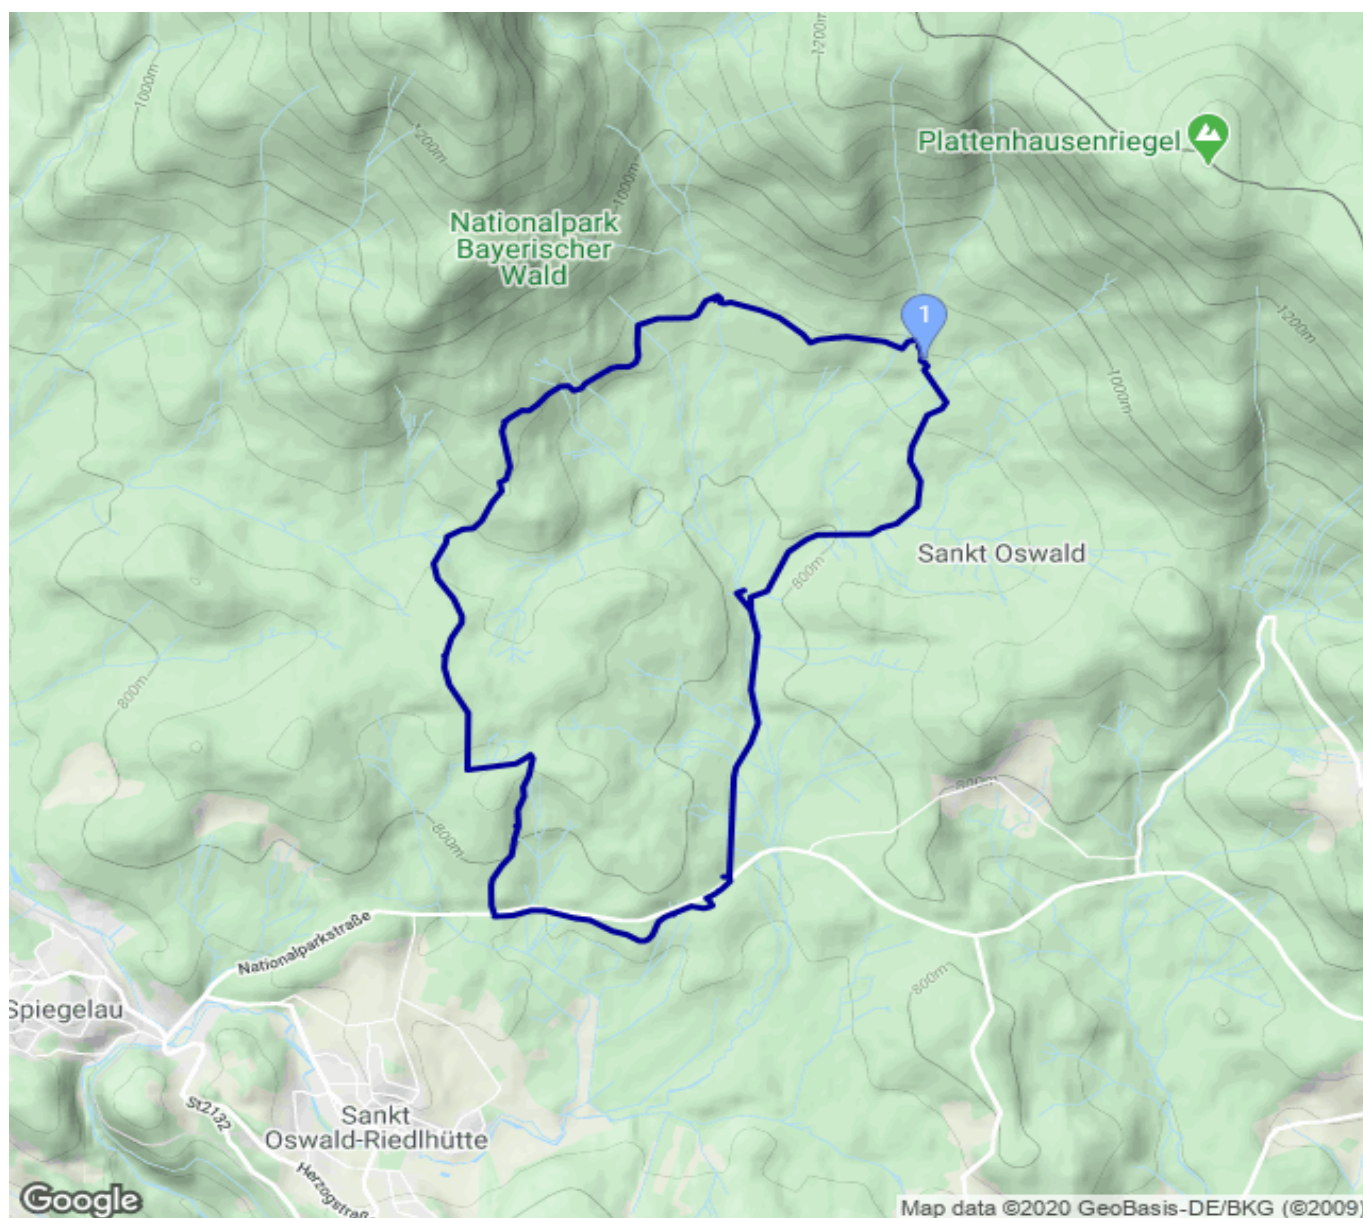 1200m
1000m
Plattenhausenriegel
1200m
1000m
Nationalpark
Bayerischer
Wald
1
1200m
1000m
Sankt Oswald
800m
800m
800m
800m
Nationalparkstraße
800m
Spiegelau
St2132
Sankt
Oswald-Riedlhütte
Herzogstraße
Google
Map data ©2020 GeoBasis-DE/BKG (©2009)